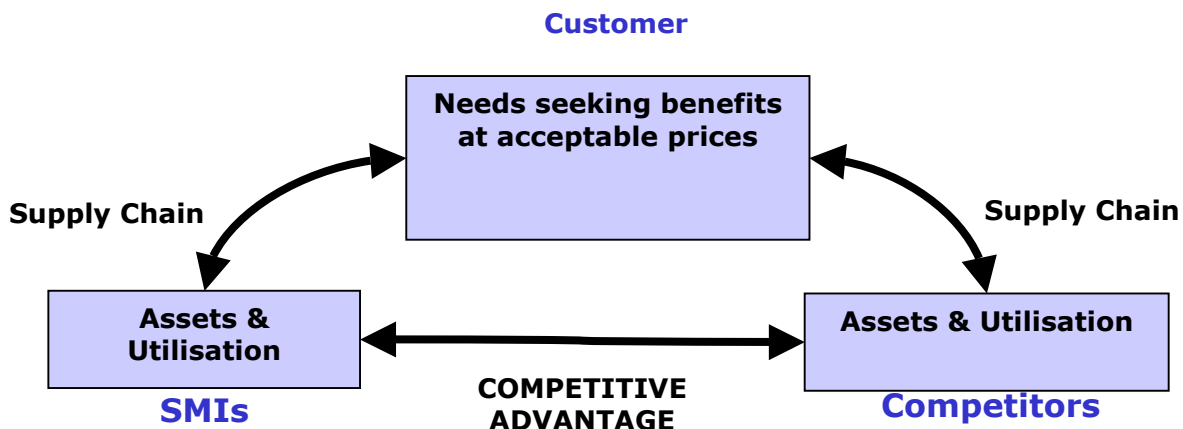 Customer
Needs seeking benefits
at acceptable prices
Supply Chain
Supply Chain
Assets &
Utilisation
Assets & Utilisation
COMPETITIVE
ADVANTAGE
SMIs
Competitors